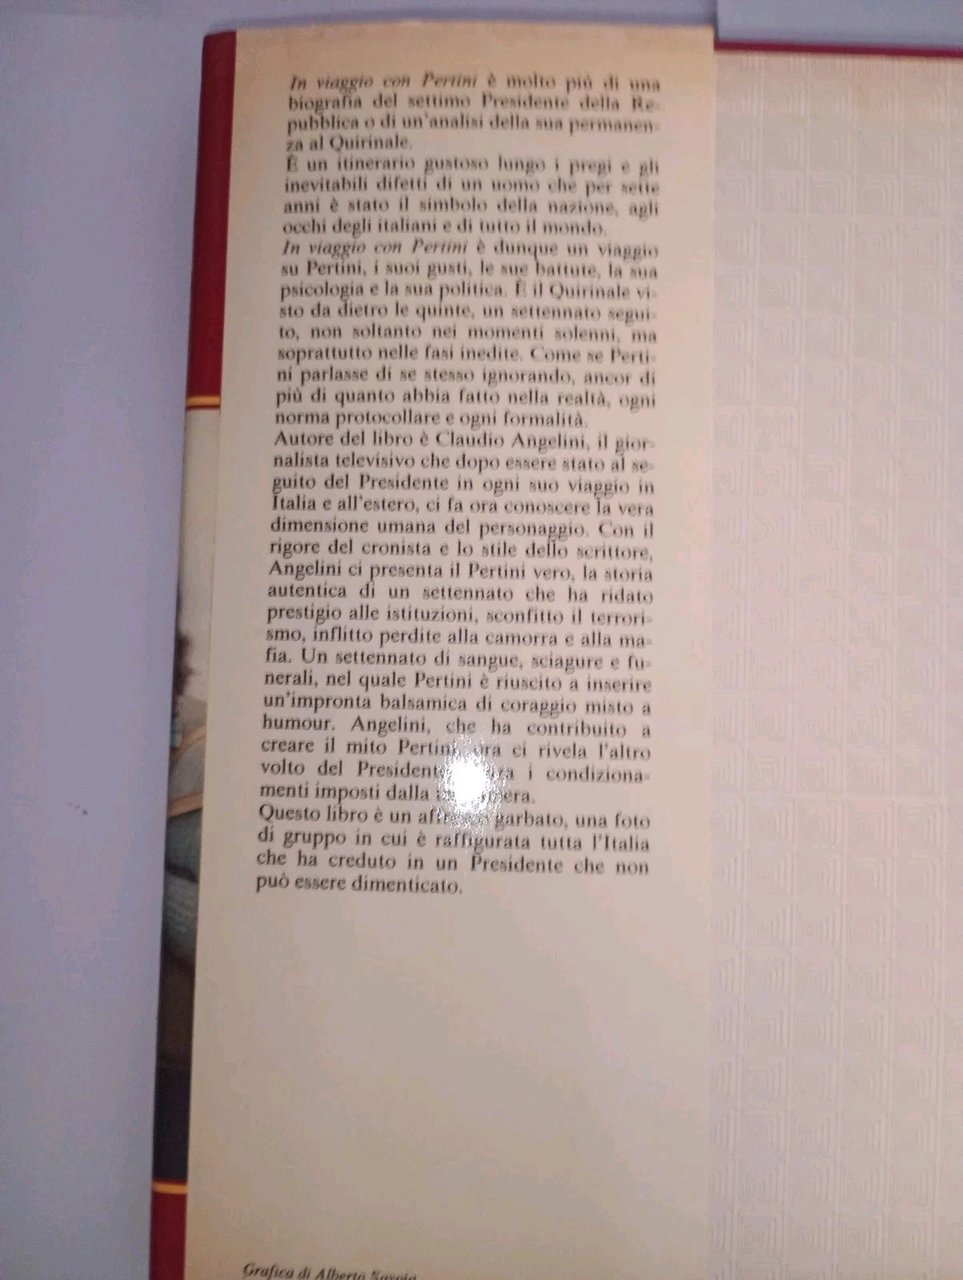 In viaggio con Pertini è molto più di una
biografia del settimo Presidente della Re-
pubblica o di un'analisi della sua permanen-
za al Quirinale.
È un itinerario gustoso lungo i pregi e gli
inevitabili difetti di un uomo che per sette
anni è stato il simbolo della nazione, agli
occhi degli italiani e di tutto il mondo.
In viaggio con Pertini è dunque un viaggio
su Pertini, i suoi gusti, le sue battute, la sua
psicologia e la sua politica. È il Quirinale vi-
sto da dietro le quinte, un settennato segui-
to, non soltanto nei momenti solenni, ma
soprattutto nelle fasi inedite. Come se Perti-
ni parlasse di se stesso ignorando, ancor di
più di quanto abbia fatto nella realtà, ogni
norma protocollare e ogni formalità.
Autore del libro è Claudio Angelini, il gior-
nalista televisivo che dopo essere stato al se-
guito del Presidente in ogni suo viaggio in
Italia e all'estero, ci fa ora conoscere la vera
dimensione umana del personaggio. Con il
rigore del cronista e lo stile dello scrittore,
Angelini ci presenta il Pertini vero, la storia
autentica di un settennato che ha ridato
prestigio alle istituzioni, sconfitto il terrori-
smo, inflitto perdite alla camorra e alla ma-
fia. Un settennato di sangue, sciagure e fu-
nerali, nel quale Pertini è riuscito a inserire
un'impronta balsamica di coraggio misto a
humour. Angelini, che ha contribuito a
creare il mito Pertini, ora ci rivela l'altro
volto del Presidente i condiziona-
menti imposti dalla
Questo libro è un affresco garbato, una foto
di gruppo in cui è raffigurata tutta l'Italia
che ha creduto in un Presidente che non
può essere dimenticato.
Grafica di Alberto